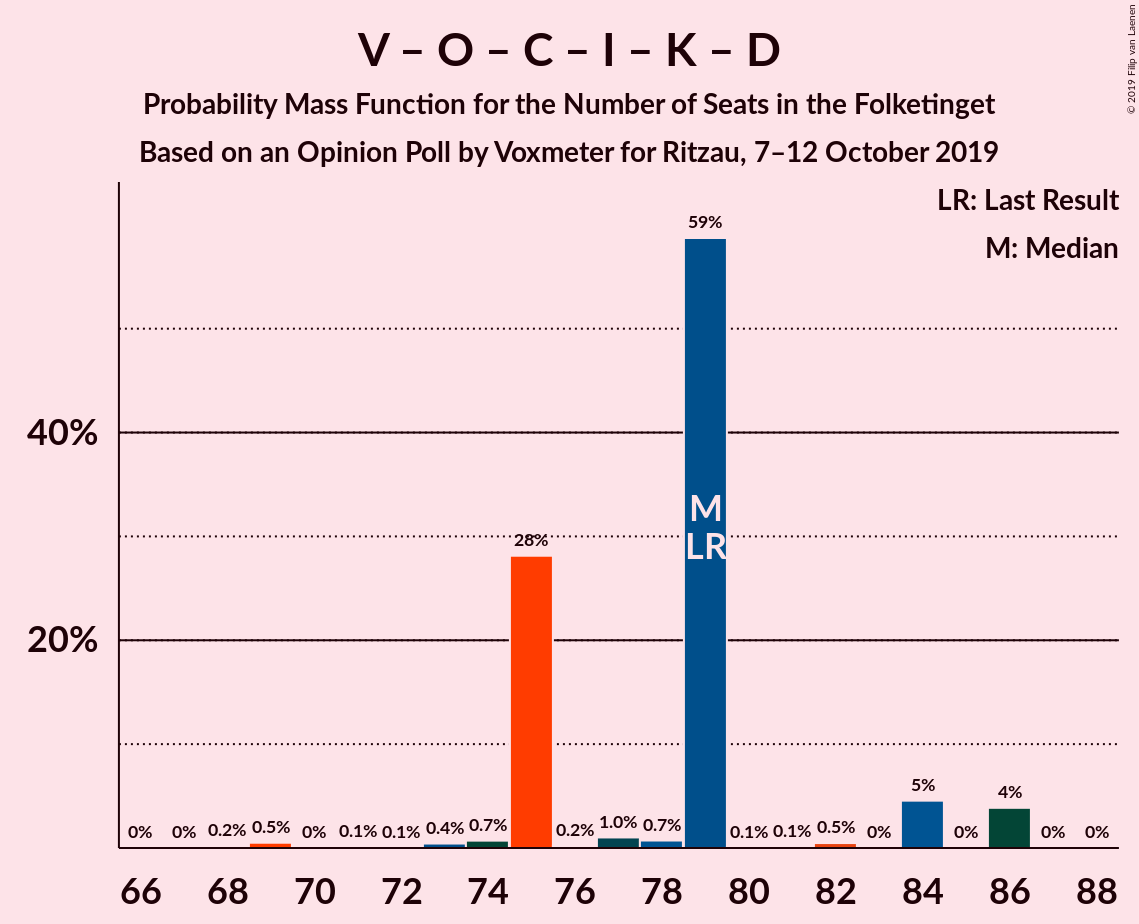 V – O – C – I – K – D
Probability Mass Function for the Number of Seats in the Folketinget
Based on an Opinion Poll by Voxmeter for Ritzau, 7–12 October 2019
© 2019 Filip van Laenen
LR: Last Result
M: Median
40%
20%
0%
0%
0.2%
0.5%
0%
0.1%
0.1%
0.4%
0.7%
28%
0.2%
1.0%
0.7%
59%
M
LR
0.1%
0.1%
0.5%
0%
5%
0%
4%
0%
0%
66 68 70 72 74 76 78 80 82 84 86 88